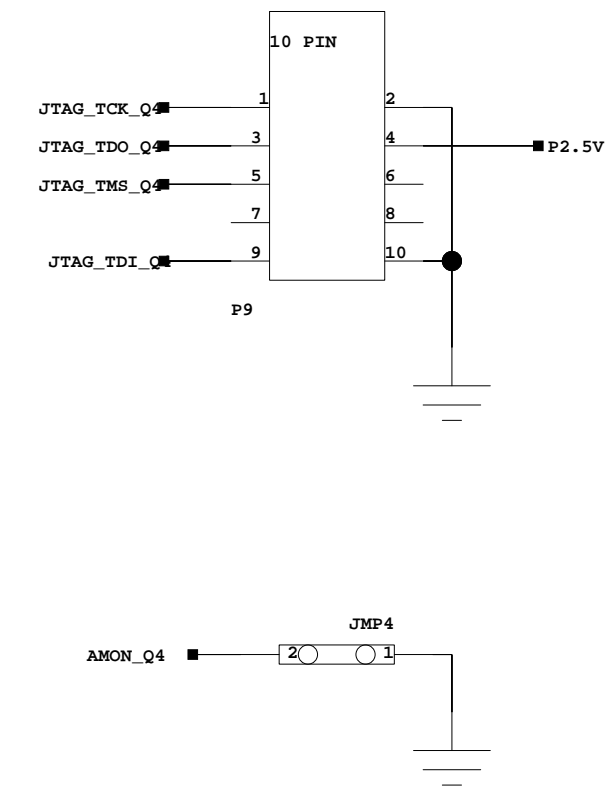 10 PIN
JTAG_TCK_Q4 1 2
JTAG_TDO_Q4 3 4 P2.5V
JTAG_TMS_Q4 5 6
7 8
JTAG_TDI_Q4 9 10
P9
JMP4
AMON_Q4 2 1